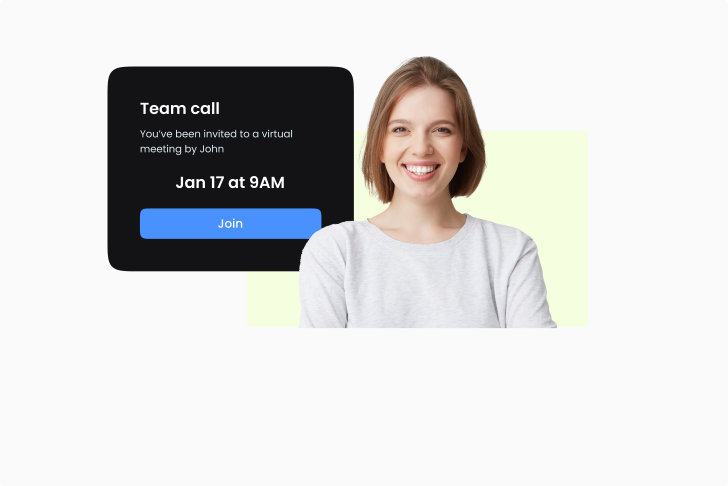 Team call
You've been invited to a virtual
meeting by John
Jan 17 at 9AM
Join